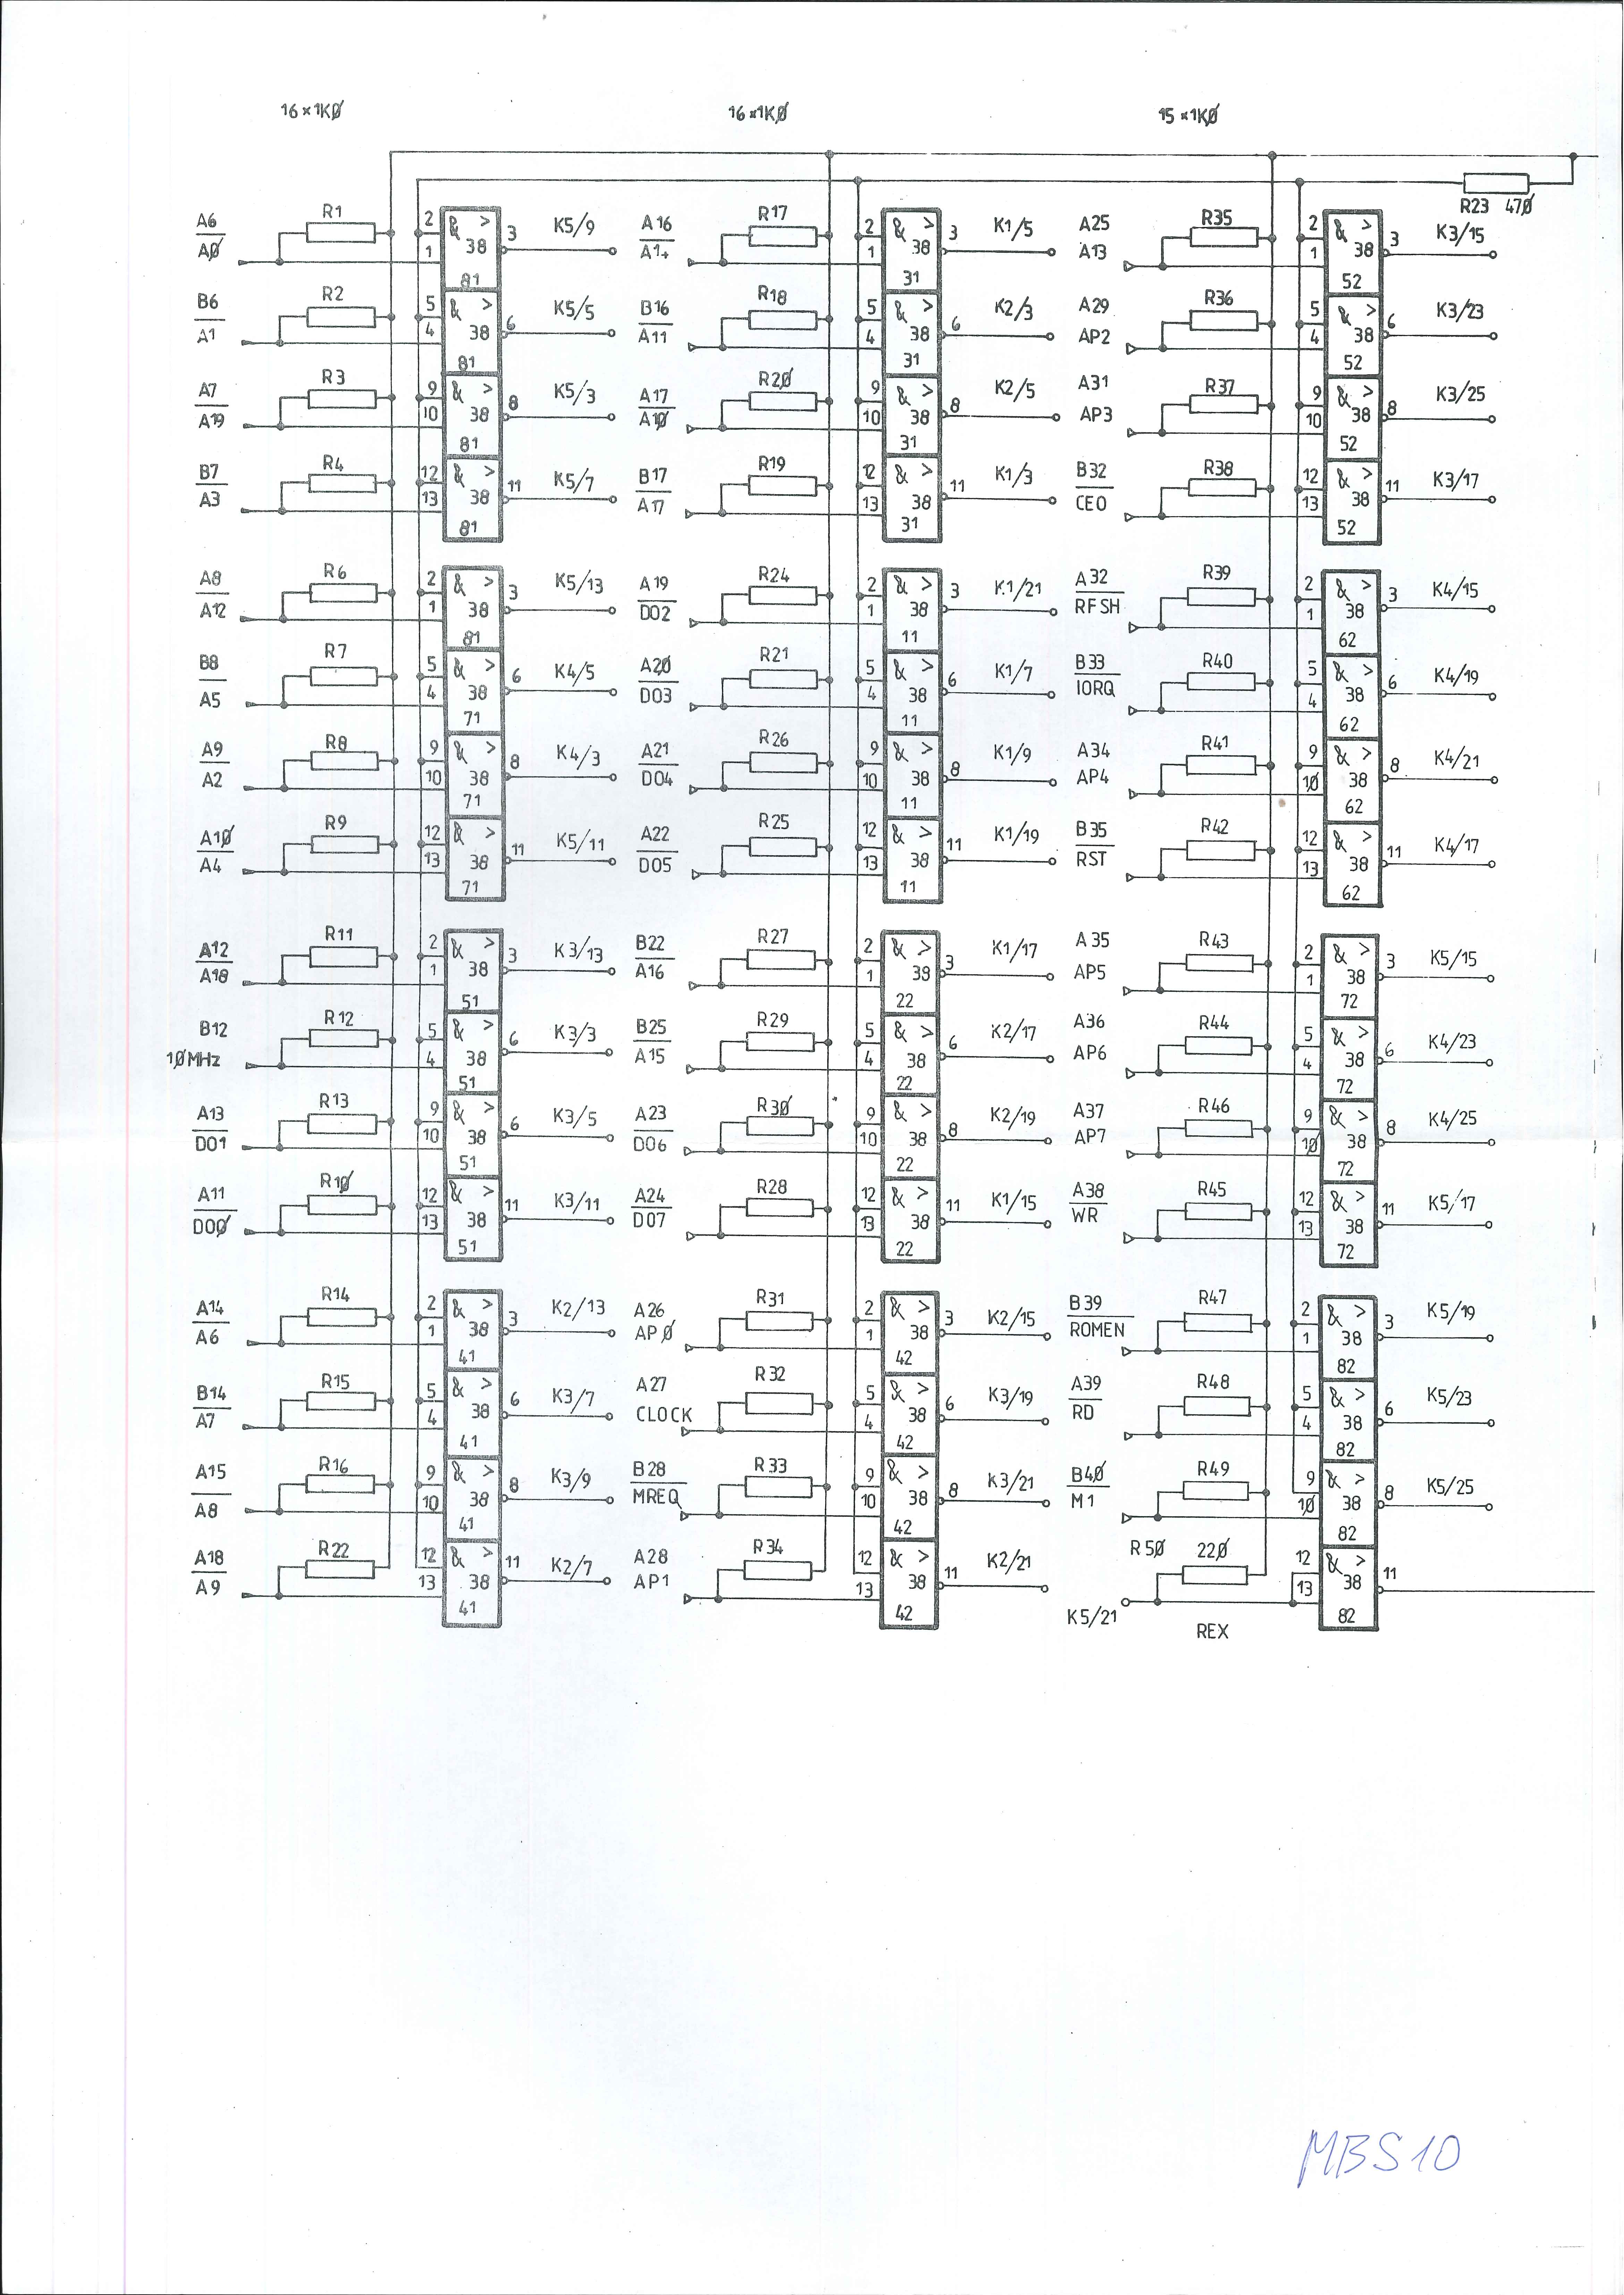 16×1KØ 16×1KØ 15×1KØ
R23 47Ø
A6 R1 2 & > 3 K5/9
AØ 1 38
81
B6 R2 5 & > 6 K5/5
A1 4 38
81
A7 R3 9 & > 8 K5/3
A19 10 38
81
B7 R4 12 & > 11 K5/7
A3 13 38
81
A8 R6 2 & > 3 K5/13
A12 1 38
81
B8 R7 5 & > 6 K4/5
A5 4 38
71
A9 R8 9 & > 8 K4/3
A2 10 38
71
A1Ø R9 12 & > 11 K5/11
A4 13 38
71
A12 R11 2 & > 3 K3/13
A18 1 38
51
B12 R12 5 & > 6 K3/3
1ØMHz 4 38
51
A13 R13 9 & > 6 K3/5
DO1 10 38
51
A11 R1Ø 12 & > 11 K3/11
DOØ 13 38
51
A14 R14 2 & > 3 K2/13
A6 1 38
41
B14 R15 5 & > 6 K3/7
A7 4 38
41
A15 R16 9 & > 8 K3/9
A8 10 38
41
A18 R22 12 & > 11 K2/7
A9 13 38
41
A16 R17 2 & > 3 K1/5
1 38
31
B16 R18 5 & > 6 K2/3
A11 4 38
31
A17 R2Ø 9 & > 8 K2/5
A1Ø 10 38
31
B17 R19 12 & > 11 K1/3
A17 13 38
31
A19 R24 2 & > 3 K1/21
DO2 1 38
11
A2Ø R21 5 & > 6 K1/7
DO3 4 38
11
A21 R26 9 & > 8 K1/9
DO4 10 38
11
A22 R25 12 & > 11 K1/19
DO5 13 38
11
B22 R27 2 & > 3 K1/17
A16 1 38
22
B25 R29 5 & > 6 K2/17
A15 4 38
22
A23 R3Ø 9 & > 8 K2/19
DO6 10 38
22
A24 R28 12 & > 11 K1/15
DO7 13 38
22
A26 R31 2 & > 3 K2/15
APØ 1 38
42
A27 R32 5 & > 6 K3/19
CLOCK 4 38
42
B28 R33 9 & > 8 K3/21
MREQ 10 38
42
A28 R34 12 & > 11 K2/21
AP1 13 38
42
A25 R35 2 & > 3 K3/15
A13 1 38
52
A29 R36 5 & > 6 K3/23
AP2 4 38
52
A31 R37 9 & > 8 K3/25
AP3 10 38
52
B32 R38 12 & > 11 K3/17
CEO 13 38
52
A32 R39 2 & > 3 K4/15
RFSH 1 38
62
B33 R40 5 & > 6 K4/19
IORQ 4 38
62
A34 R41 9 & > 8 K4/21
AP4 1Ø 38
62
B35 R42 12 & > 11 K4/17
RST 13 38
62
A35 R43 2 & > 3 K5/15
AP5 1 38
72
A36 R44 5 & > 6 K4/23
AP6 4 38
72
A37 R46 9 & > 8 K4/25
AP7 1Ø 38
72
A38 R45 12 & > 11 K5/17
WR 13 38
72
B39 R47 2 & > 3 K5/19
ROMEN 1 38
82
A39 R48 5 & > 6 K5/23
RD 4 38
82
B4Ø R49 9 & > 8 K5/25
M1 1Ø 38
82
R5Ø 22Ø 12 & > 11
K5/21 13 38
REX 82
MBS10